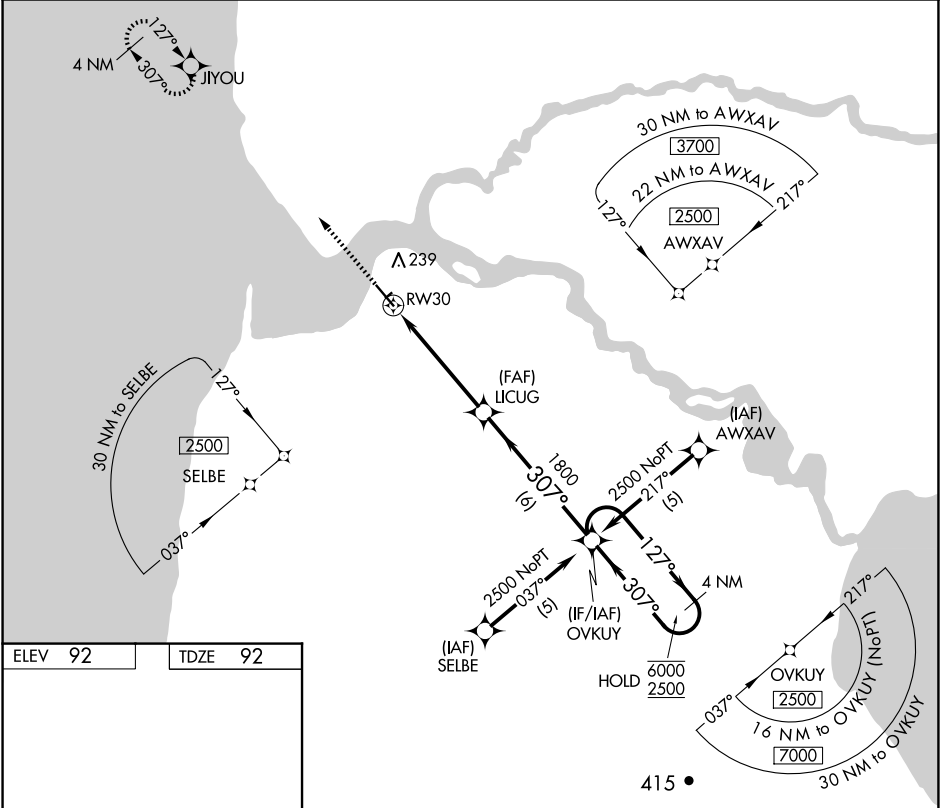 127°
4 NM
307°
JIYOU
30 NM to AWXAV
3700
22 NM to AWXAV
127°
217°
2500
AWXAV
239
RW30
30 NM to SELBE
127°
2500
SELBE
037°
(FAF)
LICUG
(IAF)
AWXAV
1800
307°
(6)
2500 NoPT
217°
(5)
127°
4 NM
307°
2500 NoPT
037°
(5)
(IF/IAF)
OVKUY
(IAF)
SELBE
HOLD
6000
2500
217°
OVKUY
2500
037°
16 NM to OVKUY (NoPT)
7000
30 NM to OVKUY
ELEV 92
TDZE 92
415